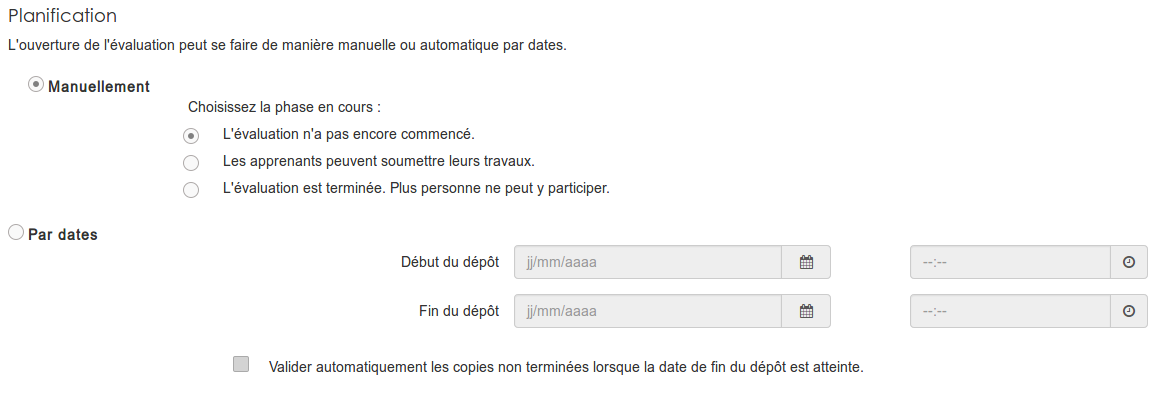 Planification
L'ouverture de l'évaluation peut se faire de manière manuelle ou automatique par dates.
Manuellement
Choisissez la phase en cours :
L'évaluation n'a pas encore commencé.
Les apprenants peuvent soumettre leurs travaux.
L'évaluation est terminée. Plus personne ne peut y participer.
Par dates
Début du dépôt jj/mm/aaaa --:--
Fin du dépôt jj/mm/aaaa --:--
Valider automatiquement les copies non terminées lorsque la date de fin du dépôt est atteinte.